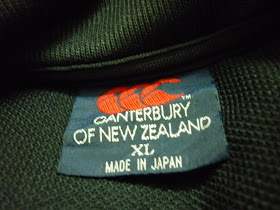 CANTERBURY
OF NEW ZEALAND
XL
MADE IN JAPAN